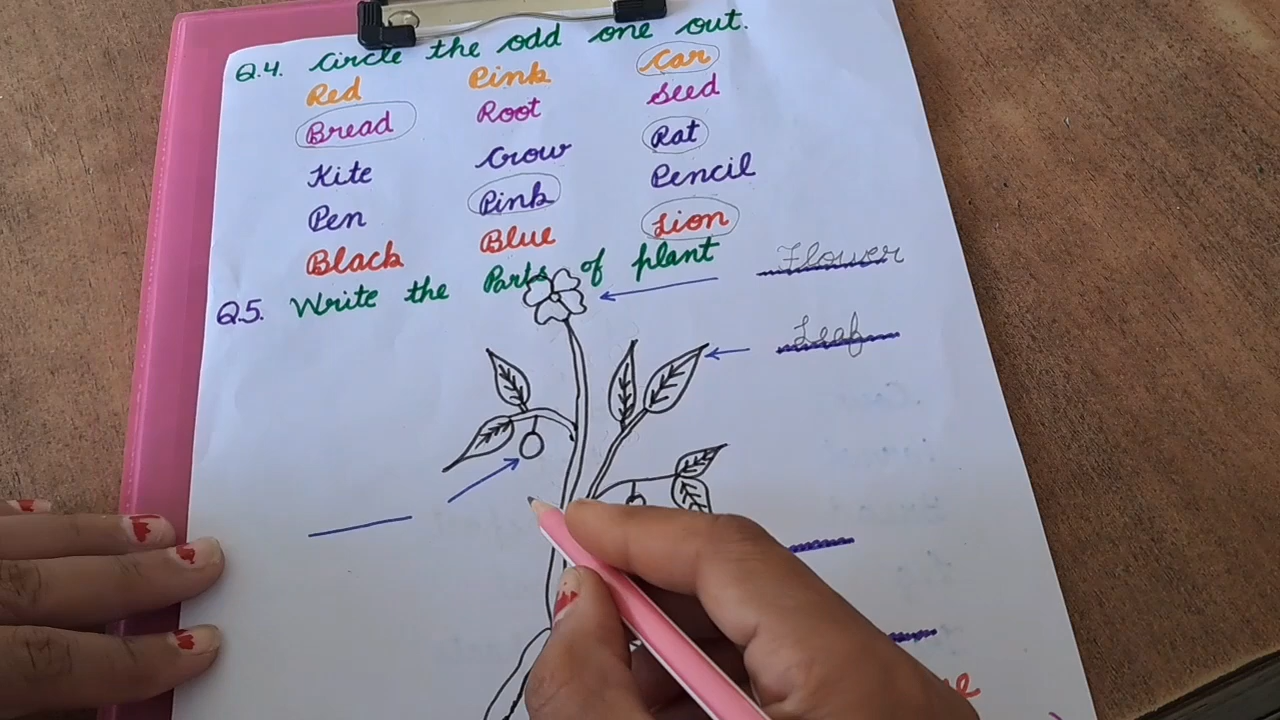 Q.4. Circle the odd one out.
Red Pink Car
Bread Root Seed
Kite Crow Rat
Pen Pink Pencil
Black Blue Lion
Q.5. Write the Parts of plant
Flower
Leaf